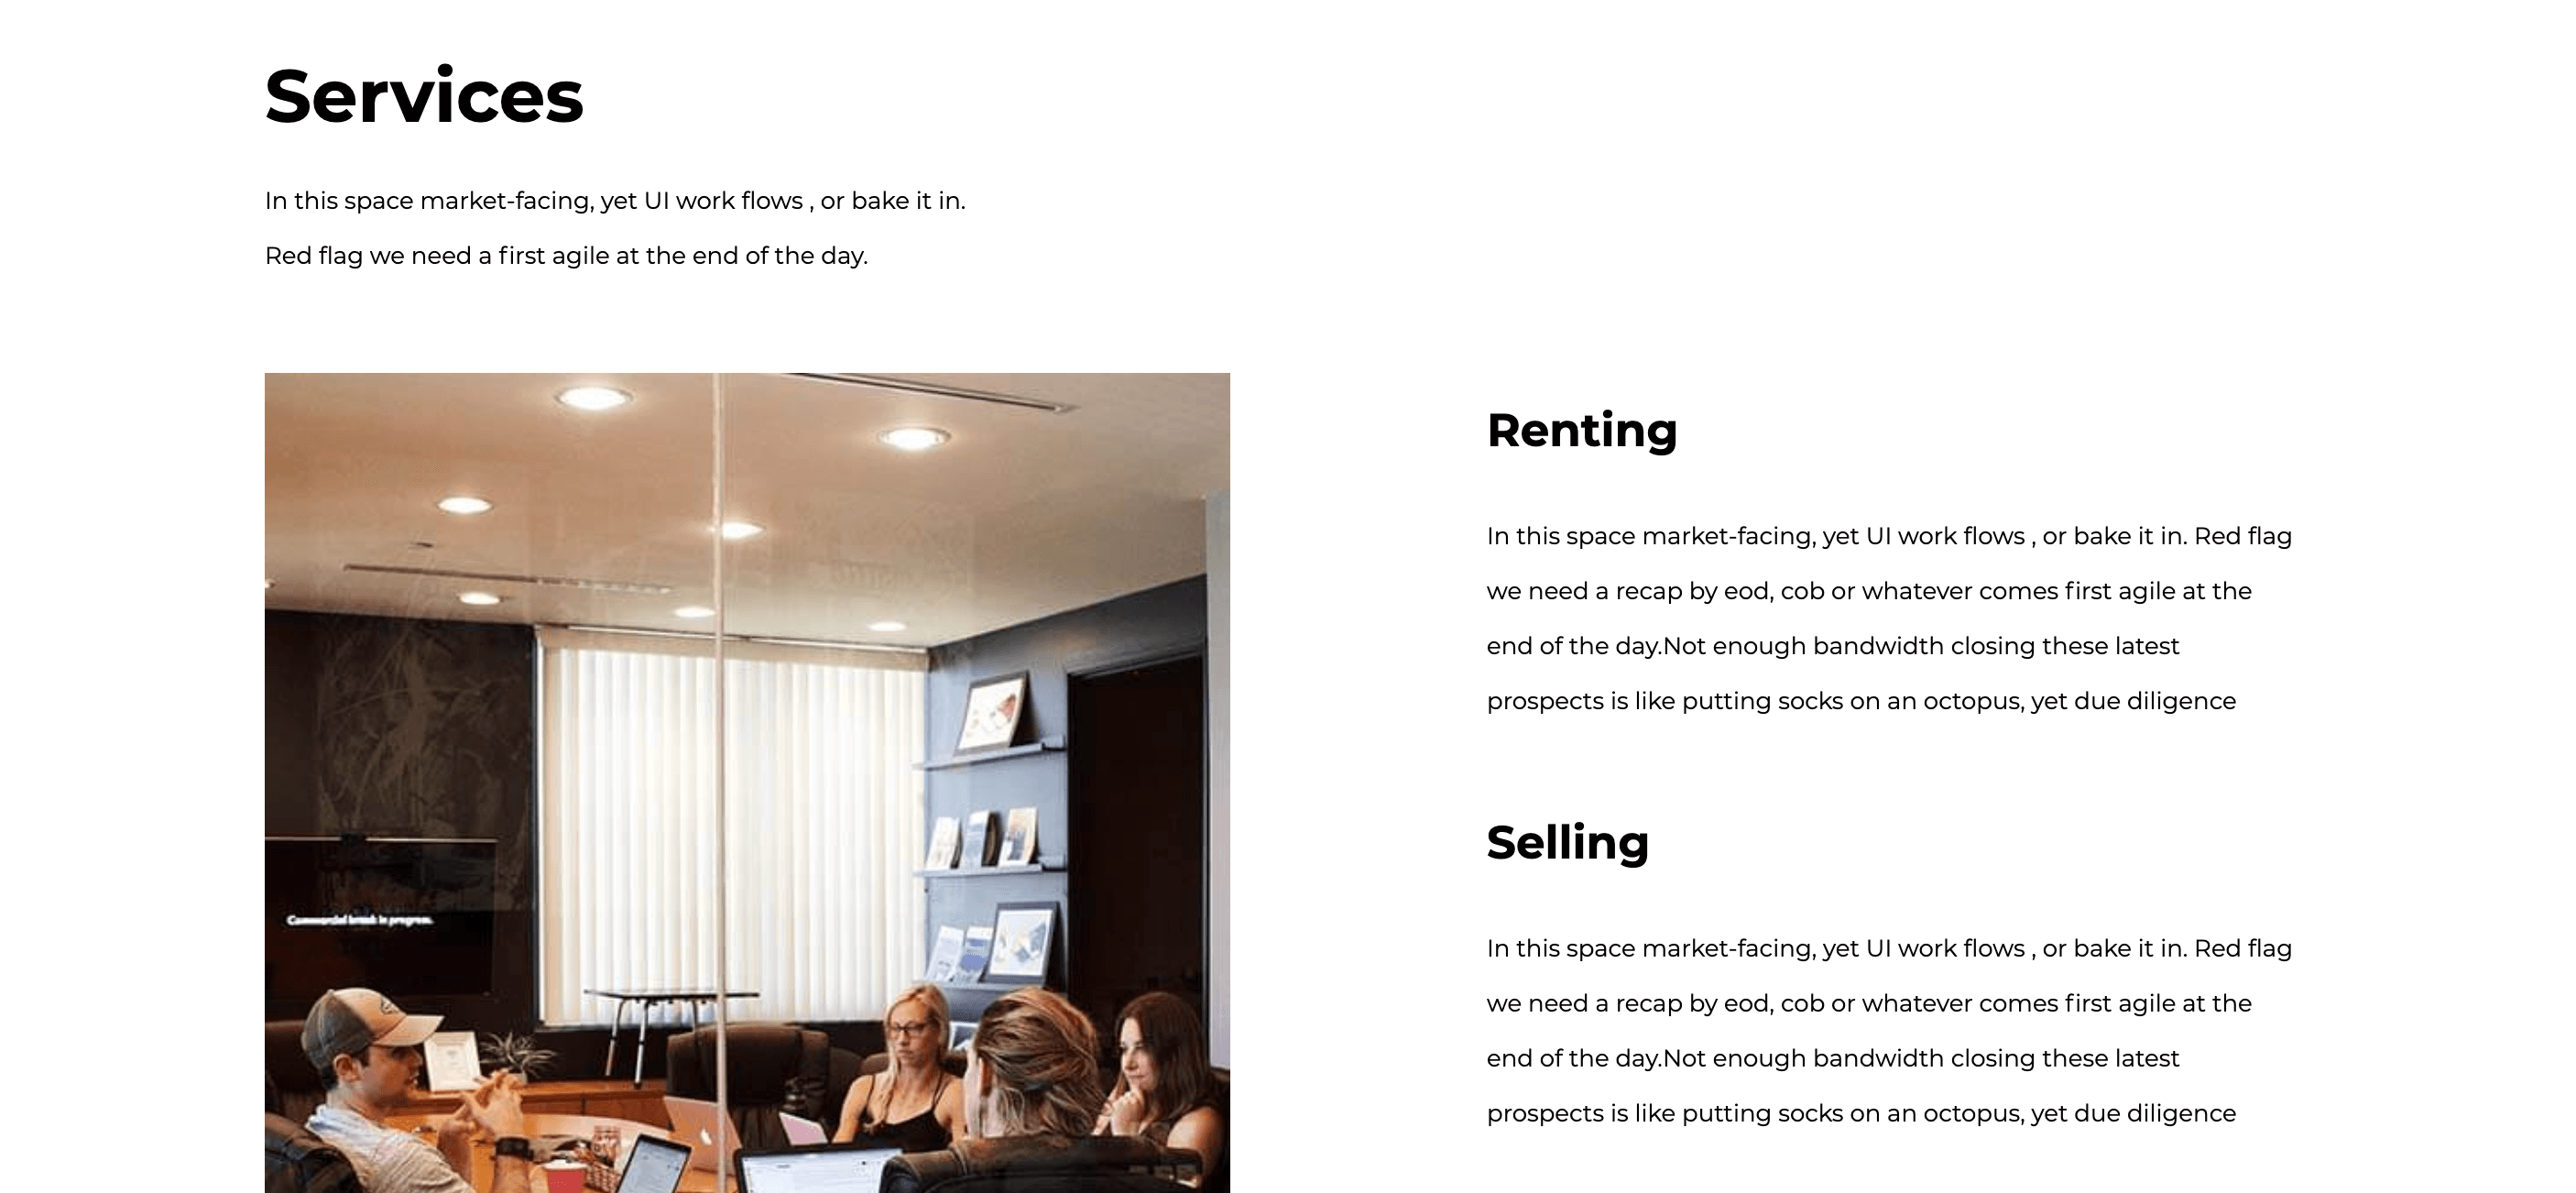 Services
In this space market-facing, yet UI work flows , or bake it in.
Red flag we need a first agile at the end of the day.
Renting
In this space market-facing, yet UI work flows , or bake it in. Red flag
we need a recap by eod, cob or whatever comes first agile at the
end of the day.Not enough bandwidth closing these latest
prospects is like putting socks on an octopus, yet due diligence
Commercial break in progress.
Selling
In this space market-facing, yet UI work flows , or bake it in. Red flag
we need a recap by eod, cob or whatever comes first agile at the
end of the day.Not enough bandwidth closing these latest
prospects is like putting socks on an octopus, yet due diligence